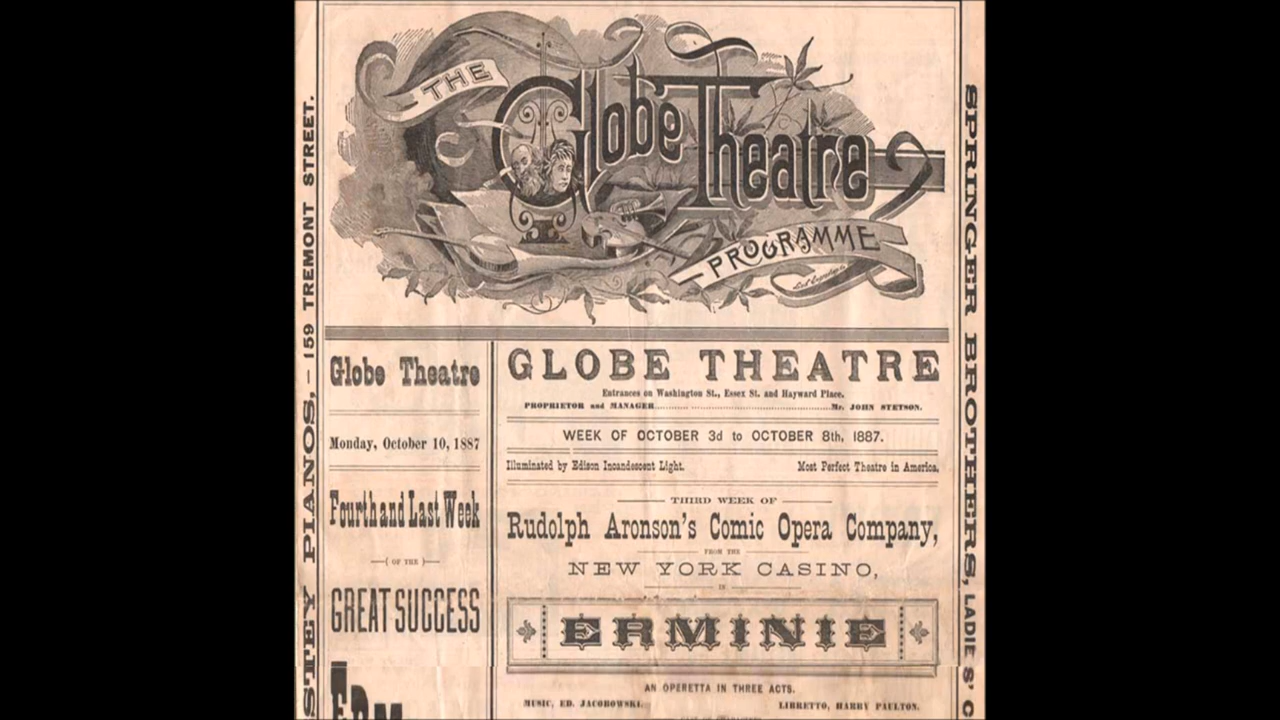 THE
Globe Theatre
PROGRAMME
STEY PIANOS,- 159 TREMONT STREET.
Globe Theatre
Monday, October 10, 1887
Fourth and Last Week
OF THE
GREAT SUCCESS
ERM
GLOBE THEATRE
Entrances on Washington St., Essex St. and Hayward Place.
PROPRIETOR and MANAGER..............................................Mr. JOHN STETSON.
WEEK OF OCTOBER 3d to OCTOBER 8th, 1887.
Illuminated by Edison Incandescent Light. Most Perfect Theatre in America.
THIRD WEEK OF
Rudolph Aronson's Comic Opera Company,
FROM THE
NEW YORK CASINO,
IN
ERMINIE
AN OPERETTA IN THREE ACTS.
MUSIC, ED. JACOBOWSKI. LIBRETTO, HARRY PAULTON.
SPRINGER BROTHERS, LADIES' C